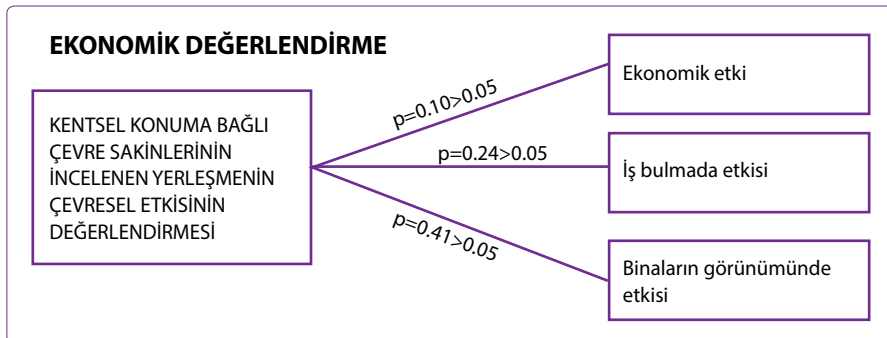 EKONOMİK DEĞERLENDİRME
KENTSEL KONUMA BAĞLI
ÇEVRE SAKİNLERİNİN
İNCELENEN YERLEŞMENİN
ÇEVRESEL ETKİSİNİN
DEĞERLENDİRMESİ
p=0.10>0.05
Ekonomik etki
p=0.24>0.05
İş bulmada etkisi
p=0.41>0.05
Binaların görünümünde
etkisi